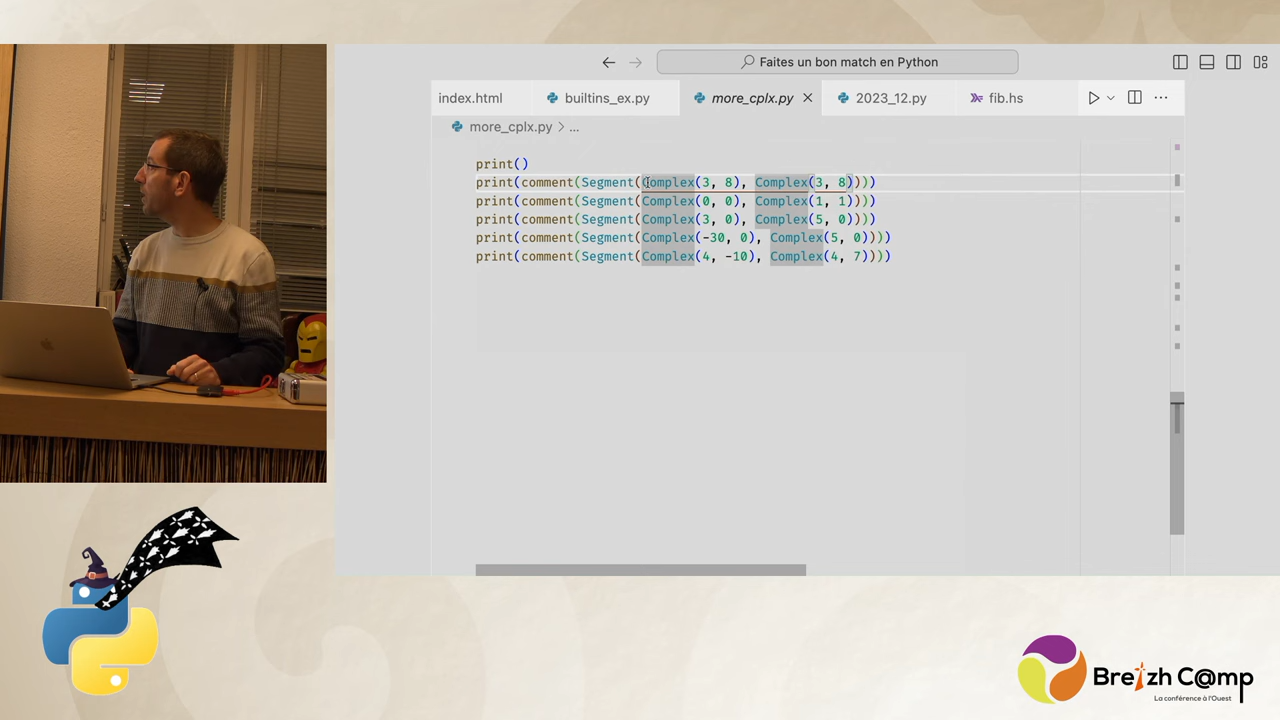 Faites un bon match en Python
index.html
builtins_ex.py
more_cplx.py
2023_12.py
fib.hs
more_cplx.py > ...
print()
print(comment(Segment(Complex(3, 8), Complex(3, 8))))
print(comment(Segment(Complex(0, 0), Complex(1, 1))))
print(comment(Segment(Complex(3, 0), Complex(5, 0))))
print(comment(Segment(Complex(-30, 0), Complex(5, 0))))
print(comment(Segment(Complex(4, -10), Complex(4, 7))))
Breizh C@mp
La conférence à l'Ouest